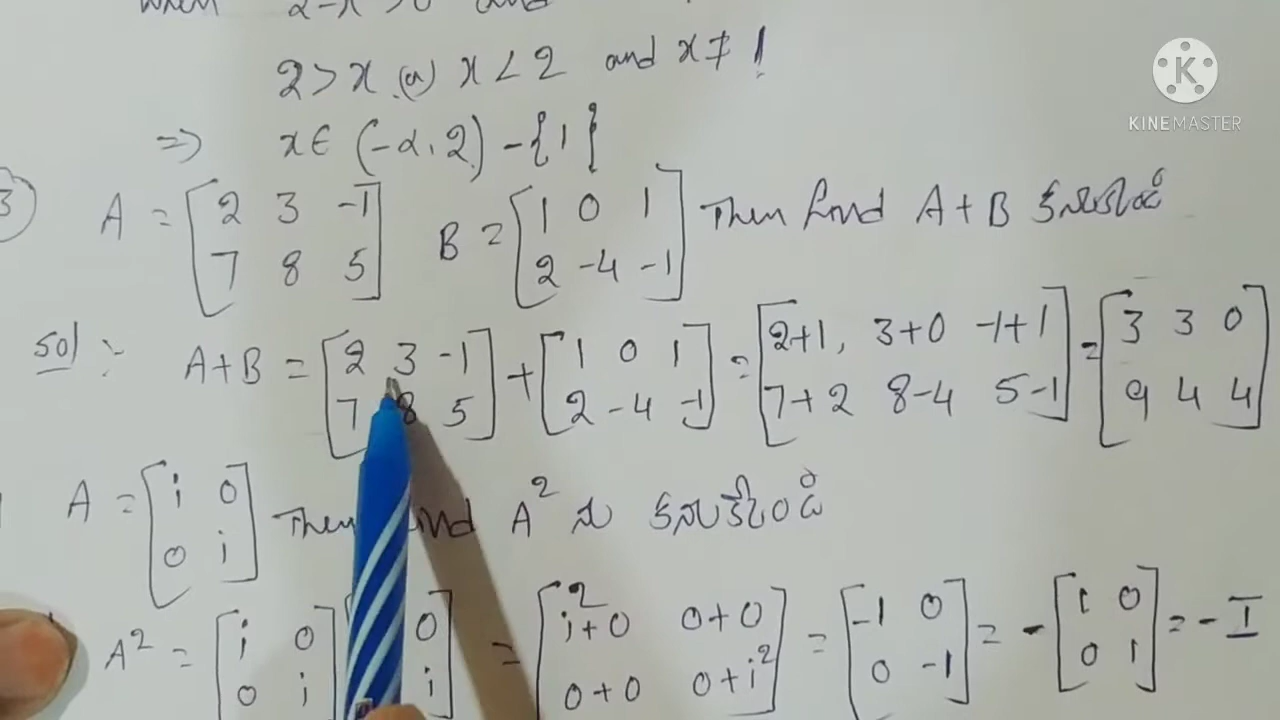 when 2-x > 0 and
2 > x (or) x < 2 and x ≠ 1
=> x ∈ (-α, 2) - {1}
3 A = [2 3 -1; 7 8 5] B = [1 0 1; 2 -4 -1] Then find A+B కనుకోండి
Sol :- A+B = [2 3 -1; 7 8 5] + [1 0 1; 2 -4 -1] = [2+1, 3+0 -1+1; 7+2 8-4 5-1] = [3 3 0; 9 4 4]
A = [i 0; 0 i] Then find A² ను కనుకోండి
A² = [i 0; 0 i] [0; i] = [i²+0 0+0; 0+0 0+i²] = [-1 0; 0 -1] = -[1 0; 0 1] = -I
KINEMASTER